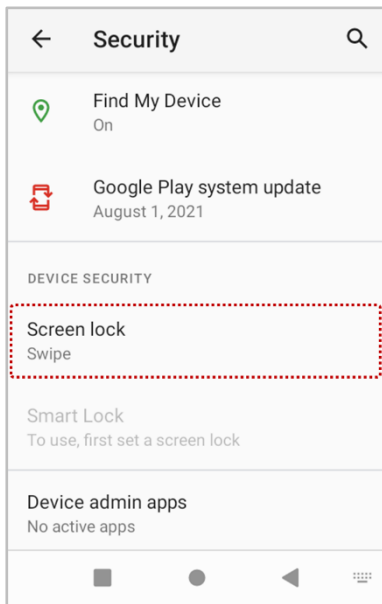 Security
Find My Device
On
Google Play system update
August 1, 2021
DEVICE SECURITY
Screen lock
Swipe
Smart Lock
To use, first set a screen lock
Device admin apps
No active apps